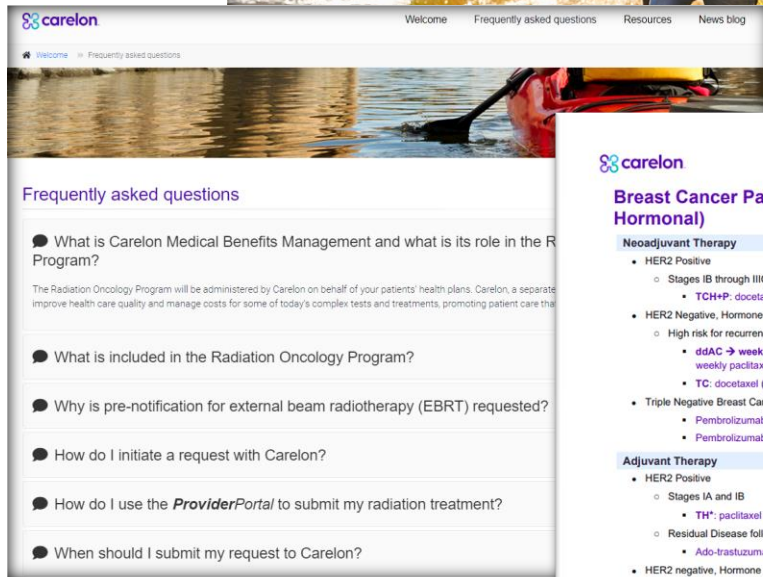 carelon
Welcome
Frequently asked questions
Resources
News blog
Welcome » Frequently asked questions
Frequently asked questions
What is Carelon Medical Benefits Management and what is its role in the R
Program?
The Radiation Oncology Program will be administered by Carelon on behalf of your patients' health plans. Carelon, a separate
improve health care quality and manage costs for some of today's complex tests and treatments, promoting patient care tha
What is included in the Radiation Oncology Program?
Why is pre-notification for external beam radiotherapy (EBRT) requested?
How do I initiate a request with Carelon?
How do I use the ProviderPortal to submit my radiation treatment?
When should I submit my request to Carelon?
carelon
Breast Cancer Pa
Hormonal)
Neoadjuvant Therapy
• HER2 Positive
○ Stages IB through III
▪ TCH+P: doceta
• HER2 Negative, Hormone
○ High risk for recurren
▪ ddAC → week
weekly paclitax
▪ TC: docetaxel (
• Triple Negative Breast Ca
▪ Pembrolizumab
▪ Pembrolizumab
Adjuvant Therapy
• HER2 Positive
○ Stages IA and IB
▪ TH*: paclitaxel
○ Residual Disease foll
▪ Ado-trastuzuma
• HER2 negative, Hormone